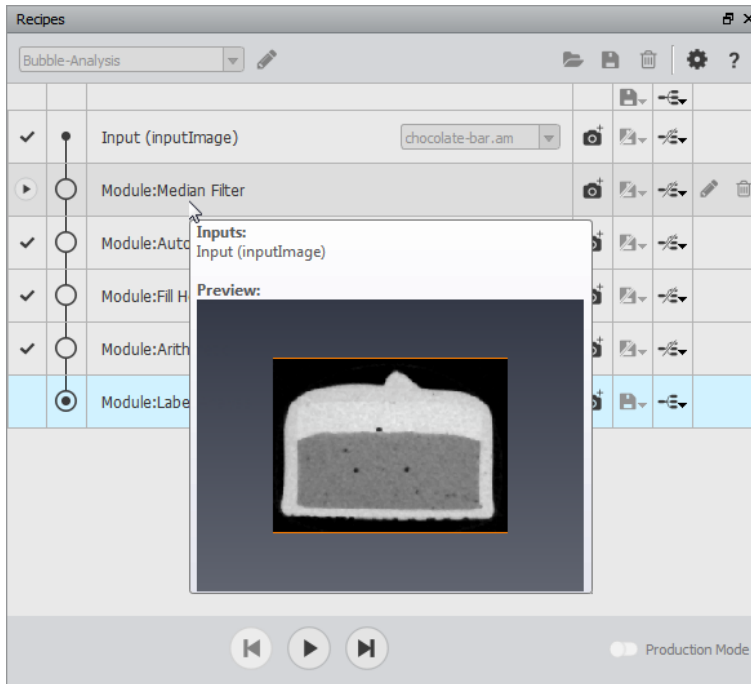 Recipes
Bubble-Analysis
?
Input (inputImage)
chocolate-bar.am
Module:Median Filter
Inputs:
Input (inputImage)
Module:Auto
Preview:
Module:Fill H
Module:Arith
Module:Labe
Production Mode